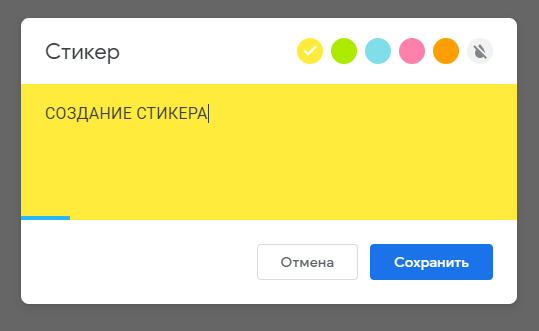 Стикер
СОЗДАНИЕ СТИКЕРА
Отмена Сохранить